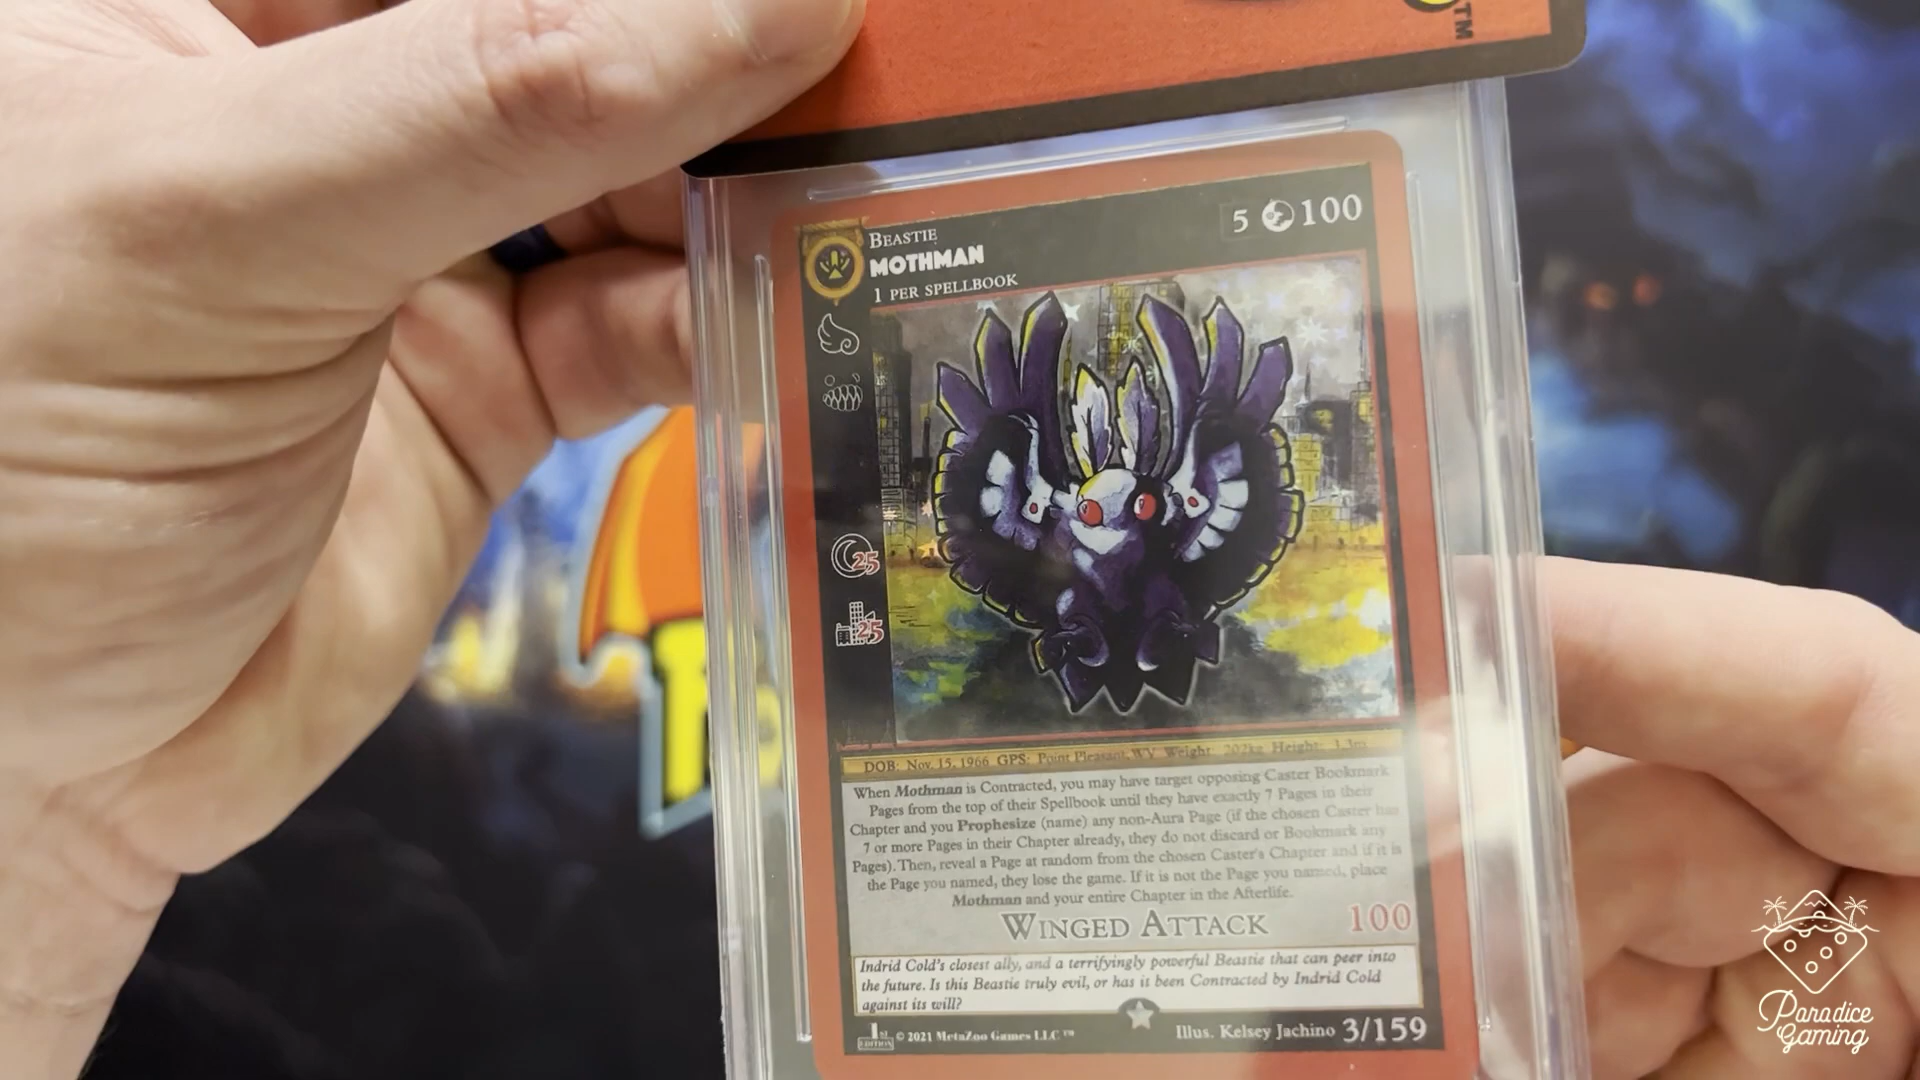 TM
BEASTIE
MOTHMAN
1 PER SPELLBOOK
5 100
25
25
DOB: Nov. 15, 1966 GPS: Point Pleasant, WV Weight: 202kg Height: 3.3m
When Mothman is Contracted, you may have target opposing Caster Bookmark
Pages from the top of their Spellbook until they have exactly 7 Pages in their
Chapter and you Prophesize (name) any non-Aura Page (if the chosen Caster has
7 or more Pages in their Chapter already, they do not discard or Bookmark any
Pages). Then, reveal a Page at random from the chosen Caster's Chapter and if it is
the Page you named, they lose the game. If it is not the Page you named, place
Mothman and your entire Chapter in the Afterlife.
WINGED ATTACK 100
Indrid Cold's closest ally, and a terrifyingly powerful Beastie that can peer into
the future. Is this Beastie truly evil, or has it been Contracted by Indrid Cold
against its will?
1st EDITION © 2021 MetaZoo Games LLC™ Illus. Kelsey Jachino 3/159
Paradice
Gaming